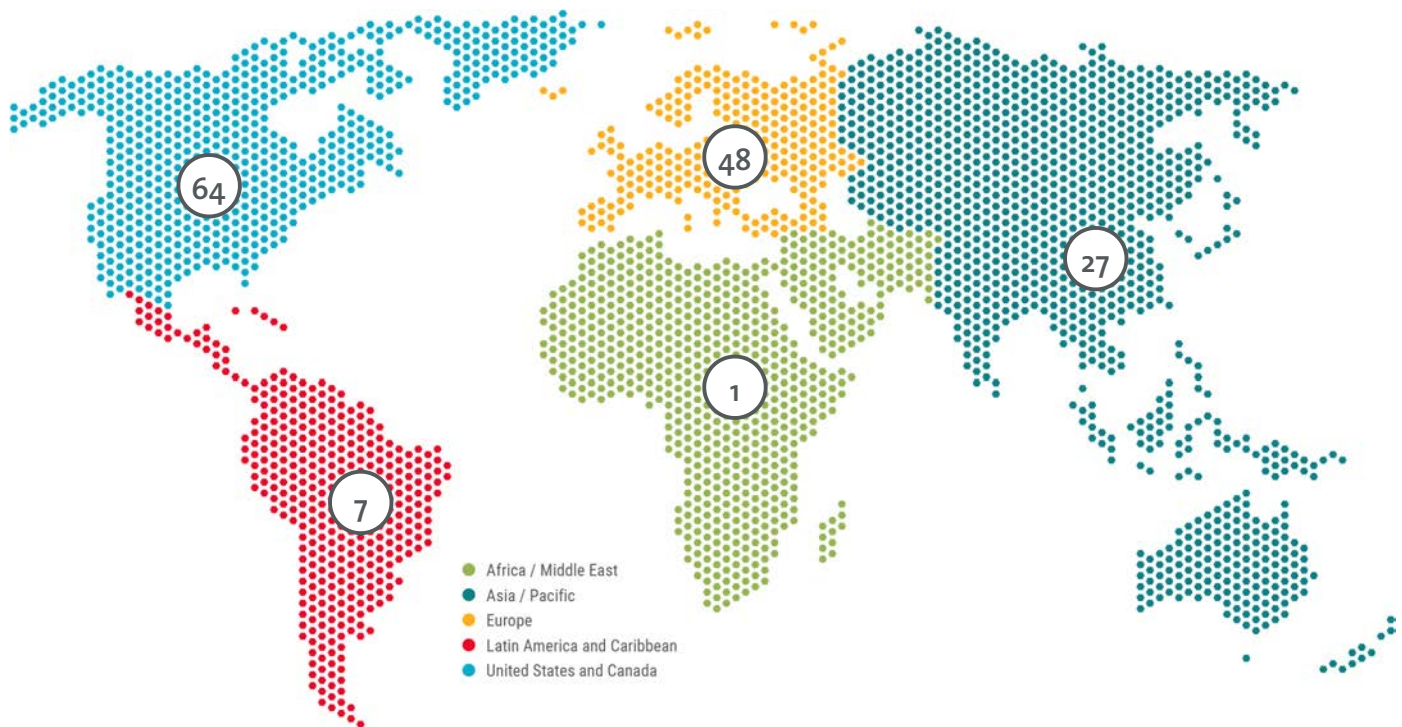 64
48
27
1
7
Africa / Middle East
Asia / Pacific
Europe
Latin America and Caribbean
United States and Canada